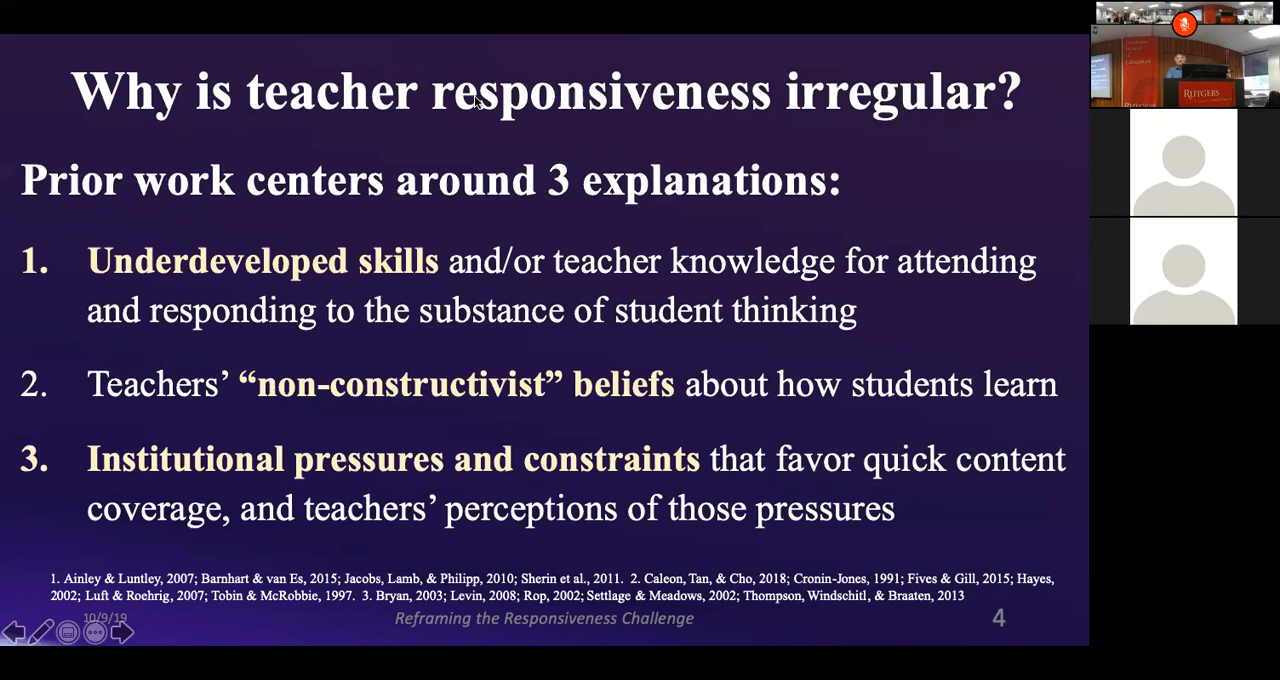 Why is teacher responsiveness irregular?
Prior work centers around 3 explanations:
1. Underdeveloped skills and/or teacher knowledge for attending
and responding to the substance of student thinking
2. Teachers’ “non-constructivist” beliefs about how students learn
3. Institutional pressures and constraints that favor quick content
coverage, and teachers’ perceptions of those pressures
1. Ainley & Luntley, 2007; Barnhart & van Es, 2015; Jacobs, Lamb, & Philipp, 2010; Sherin et al., 2011. 2. Caleon, Tan, & Cho, 2018; Cronin-Jones, 1991; Fives & Gill, 2015; Hayes,
2002; Luft & Roehrig, 2007; Tobin & McRobbie, 1997. 3. Bryan, 2003; Levin, 2008; Rop, 2002; Settlage & Meadows, 2002; Thompson, Windschitl, & Braaten, 2013
10/9/19
Reframing the Responsiveness Challenge
4
RUTGERS